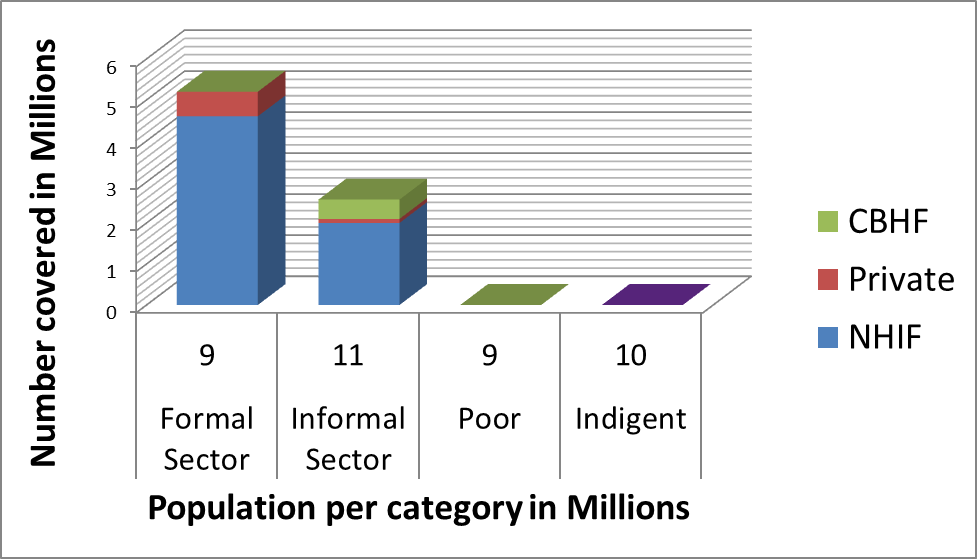 Number covered in Millions
6
5
4
3
2
1
0
9 11 9 10
Formal Informal Poor Indigent
Sector Sector
Population per category in Millions
CBHF
Private
NHIF